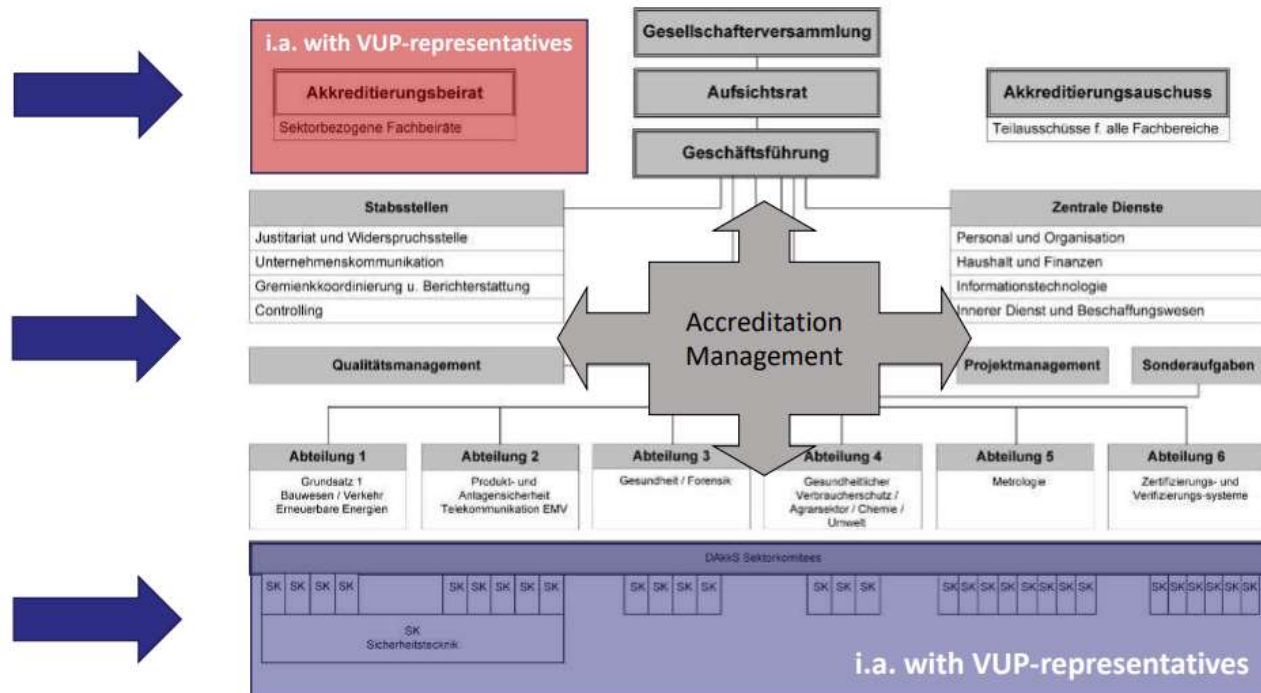 i.a. with VUP-representatives
Akkreditierungsbeirat
Sektorbezogene Fachbeiräte
Gesellschafterversammlung
Aufsichtsrat
Geschäftsführung
Akkreditierungsauschuss
Teilausschüsse f. alle Fachbereiche
Stabsstellen
Justitariat und Widerspruchsstelle
Unternehmenskommunikation
Gremienkkoordinierung u. Berichterstattung
Controlling
Zentrale Dienste
Personal und Organisation
Haushalt und Finanzen
Informationstechnologie
Innerer Dienst und Beschaffungswesen
Accreditation
Management
Qualitätsmanagement
Projektmanagement
Sonderaufgaben
Abteilung 1
Grundsatz 1
Bauwesen / Verkehr
Erneuerbare Energien
Abteilung 2
Produkt- und
Anlagensicherheit
Telekommunikation EMV
Abteilung 3
Gesundheit / Forensik
Abteilung 4
Gesundheitlicher
Verbraucherschutz /
Agrarsektor / Chemie /
Umwelt
Abteilung 5
Metrologie
Abteilung 6
Zertifizierungs- und
Verifizierungs-systeme
DAkkS Sektorkomitees
SK SK SK SK
SK SK SK SK SK
SK SK SK SK
SK SK SK
SK SK SK SK SK SK SK SK
SK SK SK SK SK SK
SK
Sicherheitstecknik
i.a. with VUP-representatives